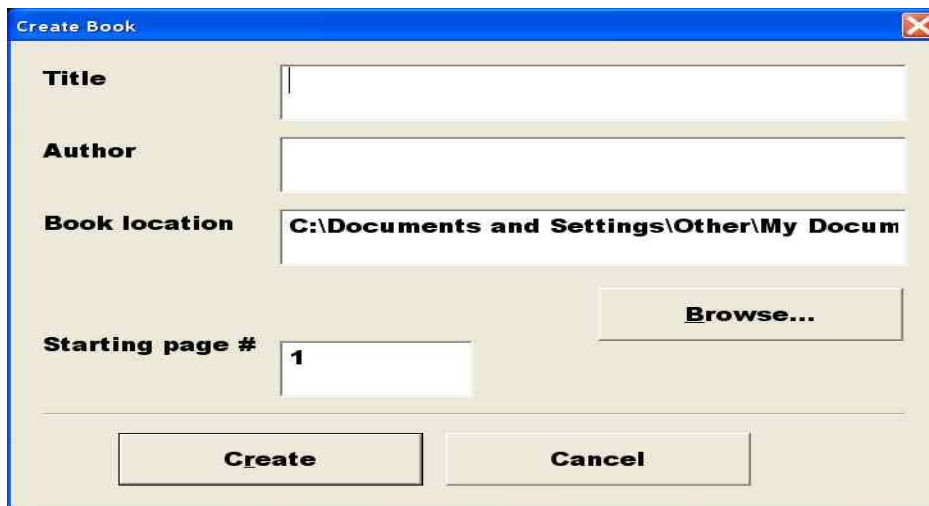 Create Book
Title
Author
Book location
C:\Documents and Settings\Other\My Docum
Browse...
Starting page #
1
Create
Cancel